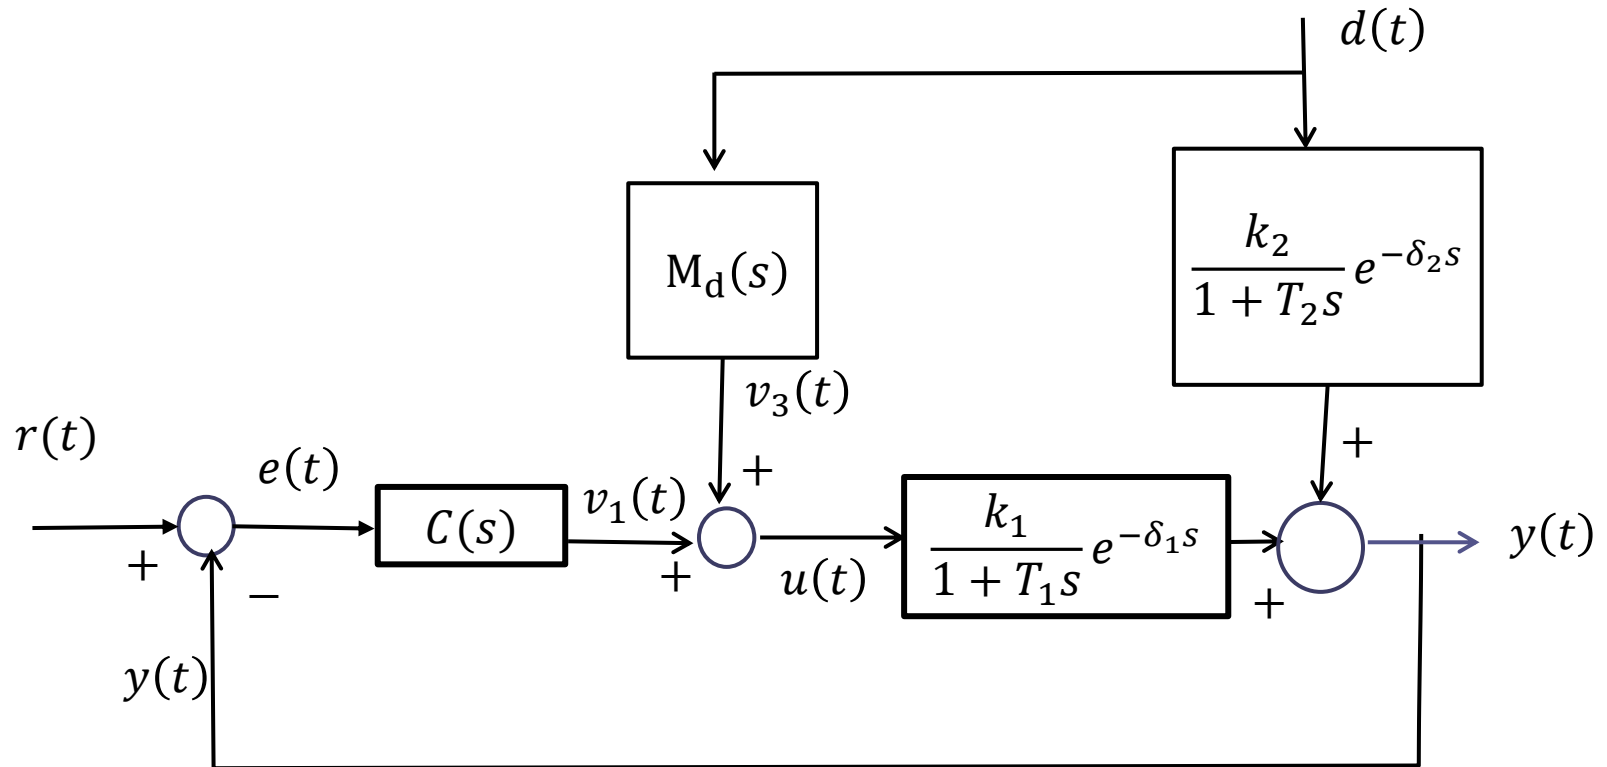 d(t)
k₂
1 + T₂s
e^{-δ₂s}
M_d(s)
v₃(t)
r(t)
+
e(t)
v₁(t)
+
k₁
1 + T₁s
e^{-δ₁s}
C(s)
y(t)
+
−
+
u(t)
+
y(t)